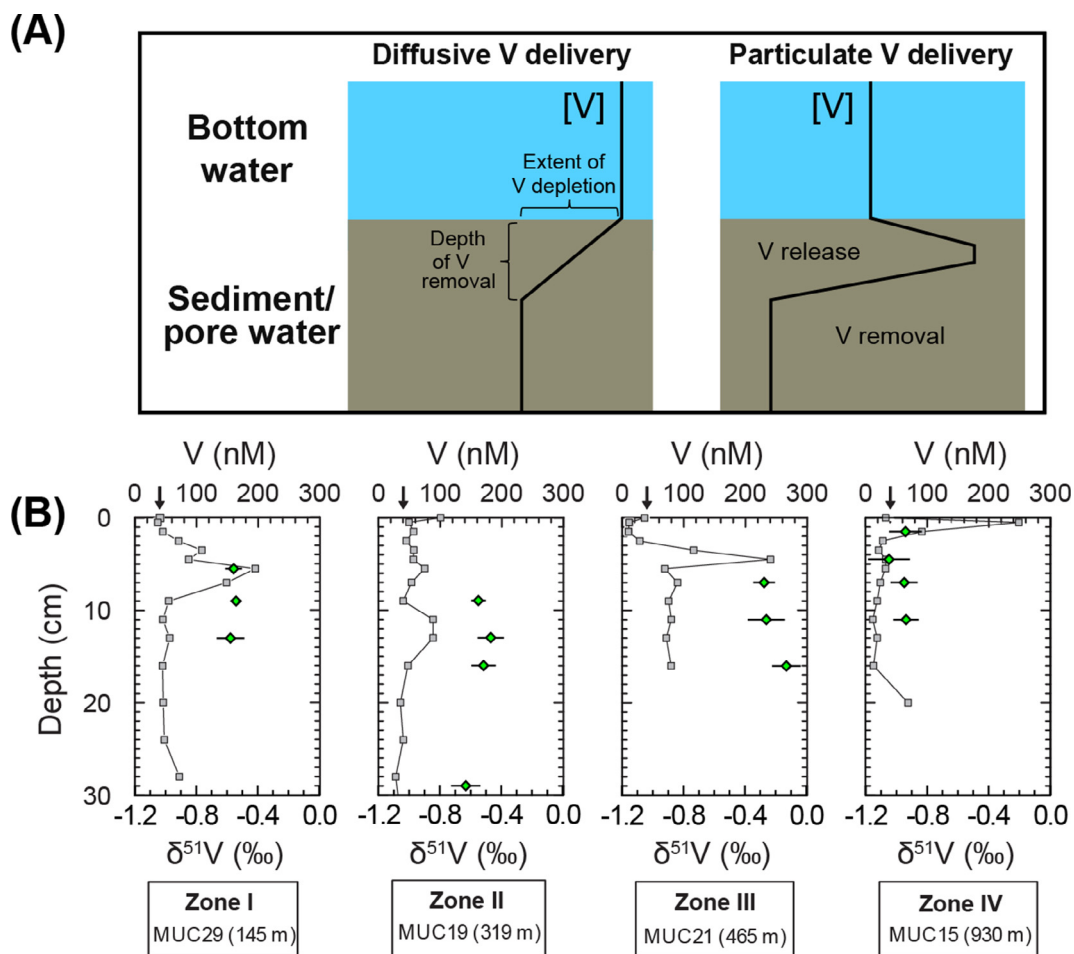 (A)
Diffusive V delivery
Particulate V delivery
Bottom
water
[V]
[V]
Extent of
V depletion
Depth
of V
removal
V release
Sediment/
pore water
V removal
V (nM)
V (nM)
V (nM)
V (nM)
0 100 200 300
0 100 200 300
0 100 200 300
0 100 200 300
(B)
Depth (cm)
0
10
20
30
-1.2 -0.8 -0.4 0.0
-1.2 -0.8 -0.4 0.0
-1.2 -0.8 -0.4 0.0
-1.2 -0.8 -0.4 0.0
δ⁵¹V (‰)
δ⁵¹V (‰)
δ⁵¹V (‰)
δ⁵¹V (‰)
Zone I
MUC29 (145 m)
Zone II
MUC19 (319 m)
Zone III
MUC21 (465 m)
Zone IV
MUC15 (930 m)